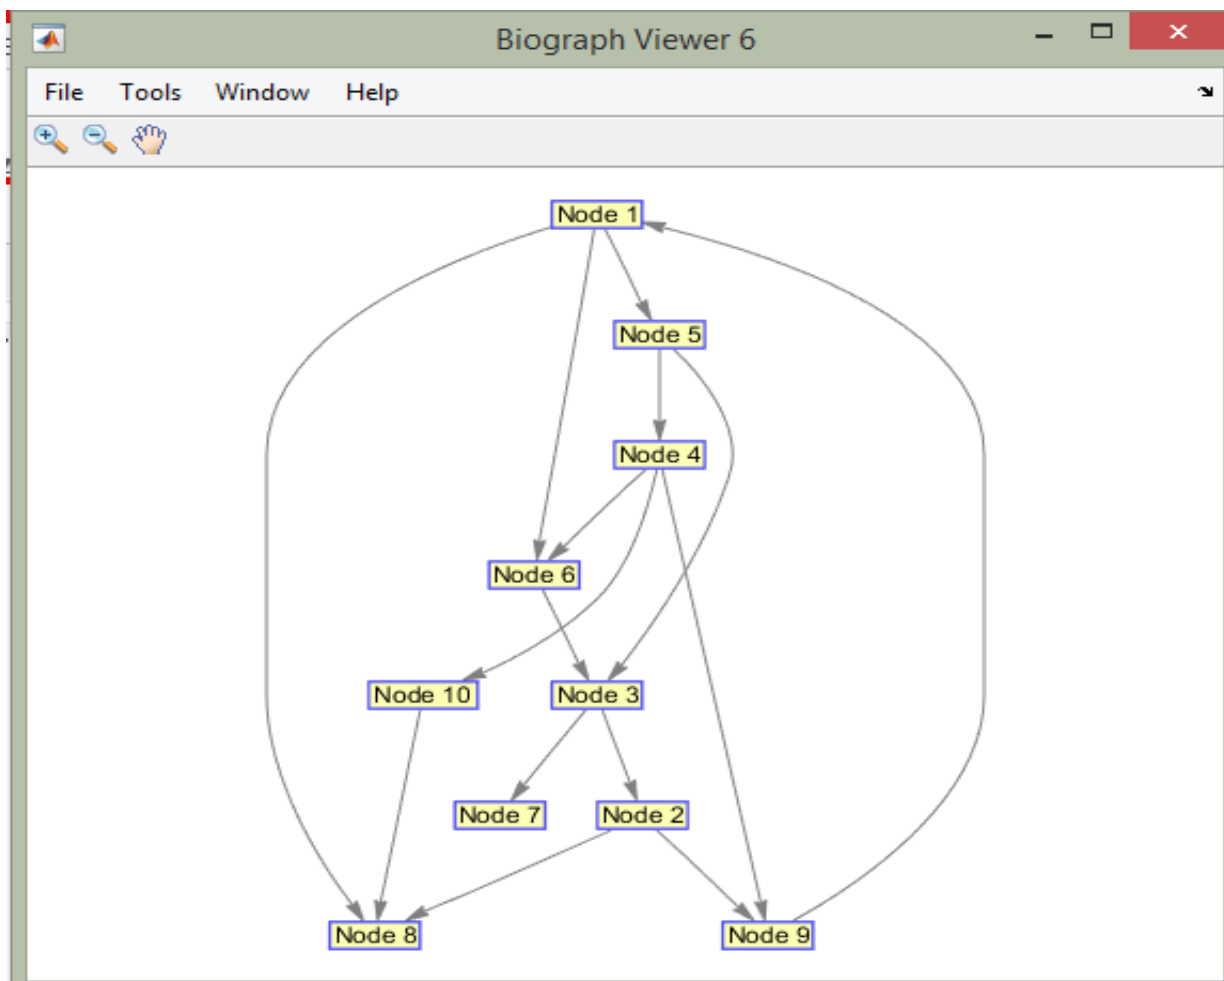 Biograph Viewer 6
File Tools Window Help
Node 1
Node 5
Node 4
Node 6
Node 10 Node 3
Node 7 Node 2
Node 8 Node 9